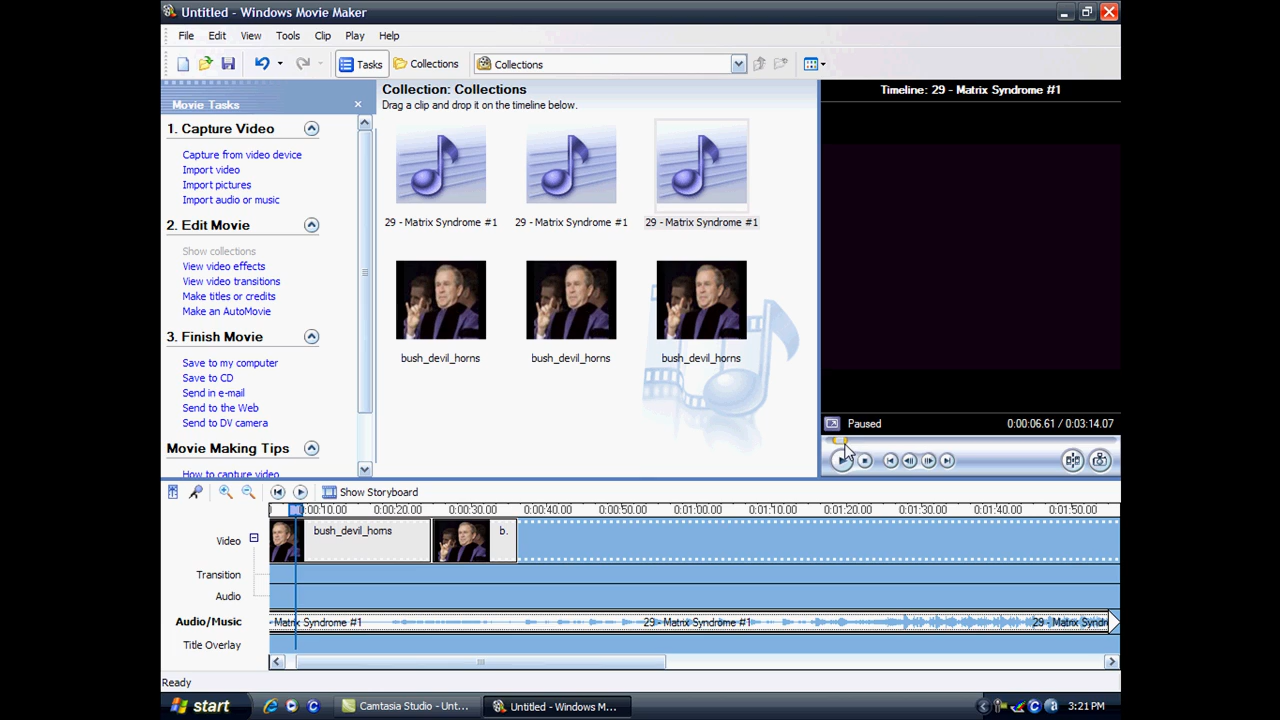 Untitled - Windows Movie Maker
File Edit View Tools Clip Play Help
Tasks Collections Collections
Movie Tasks
1. Capture Video
Capture from video device
Import video
Import pictures
Import audio or music
2. Edit Movie
Show collections
View video effects
View video transitions
Make titles or credits
Make an AutoMovie
3. Finish Movie
Save to my computer
Save to CD
Send in e-mail
Send to the Web
Send to DV camera
Movie Making Tips
How to capture video
Collection: Collections
Drag a clip and drop it on the timeline below.
29 - Matrix Syndrome #1 29 - Matrix Syndrome #1 29 - Matrix Syndrome #1
bush_devil_horns bush_devil_horns bush_devil_horns
Timeline: 29 - Matrix Syndrome #1
Paused 0:00:06.61 / 0:03:14.07
Show Storyboard
0:00:10.00 0:00:20.00 0:00:30.00 0:00:40.00 0:00:50.00 0:01:00.00 0:01:10.00 0:01:20.00 0:01:30.00 0:01:40.00 0:01:50.00
Video bush_devil_horns b.
Transition
Audio
Audio/Music - Matrix Syndrome #1 29 - Matrix Syndrome #1 29 - Matrix Syndr
Title Overlay
Ready
start Camtasia Studio - Unt... Untitled - Windows M... 3:21 PM